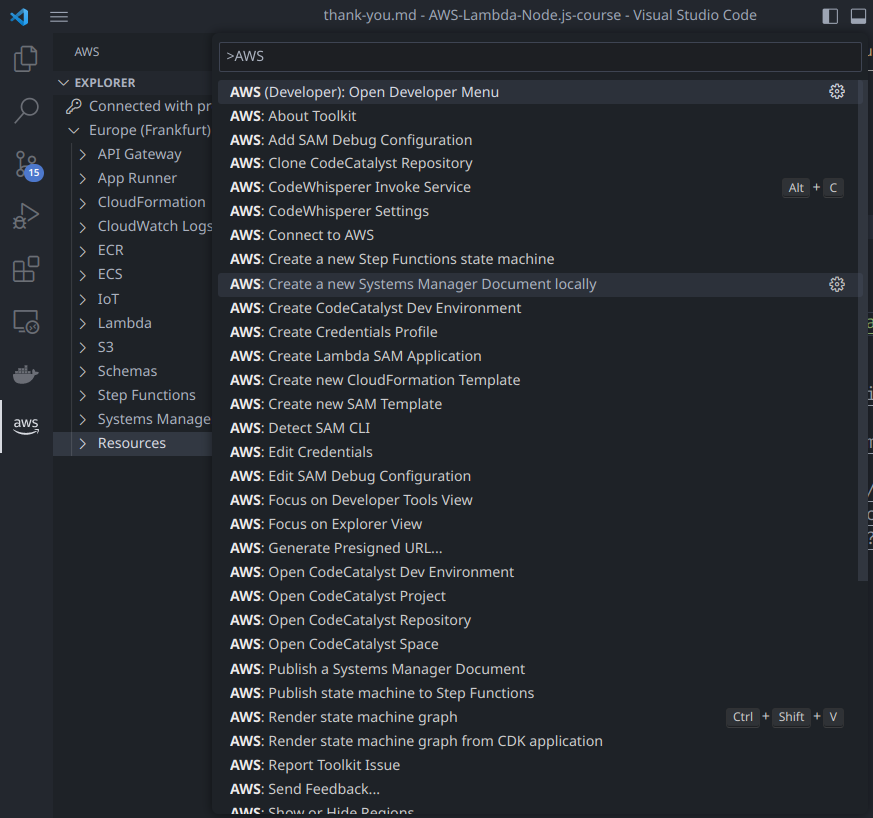 thank-you.md - AWS-Lambda-Node.js-course - Visual Studio Code
AWS
EXPLORER
Connected with pr
Europe (Frankfurt)
API Gateway
App Runner
CloudFormation
CloudWatch Logs
ECR
ECS
IoT
Lambda
S3
Schemas
Step Functions
Systems Manage
Resources
15
aws
>AWS
AWS (Developer): Open Developer Menu
AWS: About Toolkit
AWS: Add SAM Debug Configuration
AWS: Clone CodeCatalyst Repository
AWS: CodeWhisperer Invoke Service Alt + C
AWS: CodeWhisperer Settings
AWS: Connect to AWS
AWS: Create a new Step Functions state machine
AWS: Create a new Systems Manager Document locally
AWS: Create CodeCatalyst Dev Environment
AWS: Create Credentials Profile
AWS: Create Lambda SAM Application
AWS: Create new CloudFormation Template
AWS: Create new SAM Template
AWS: Detect SAM CLI
AWS: Edit Credentials
AWS: Edit SAM Debug Configuration
AWS: Focus on Developer Tools View
AWS: Focus on Explorer View
AWS: Generate Presigned URL...
AWS: Open CodeCatalyst Dev Environment
AWS: Open CodeCatalyst Project
AWS: Open CodeCatalyst Repository
AWS: Open CodeCatalyst Space
AWS: Publish a Systems Manager Document
AWS: Publish state machine to Step Functions
AWS: Render state machine graph Ctrl + Shift + V
AWS: Render state machine graph from CDK application
AWS: Report Toolkit Issue
AWS: Send Feedback...
AWS: Show or Hide Regions